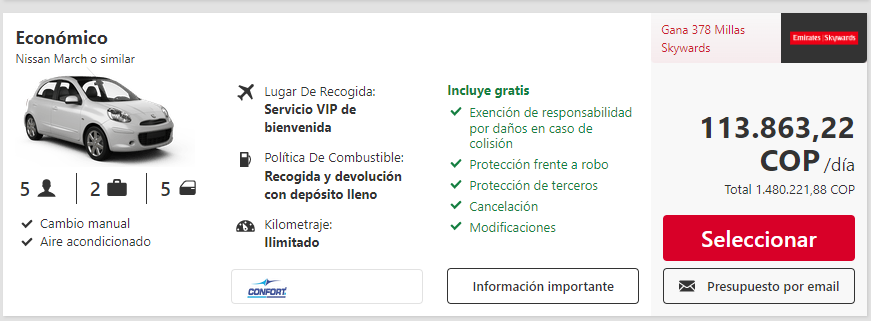 Económico
Nissan March o similar
5
2
5
Cambio manual
Aire acondicionado
Lugar De Recogida:
Servicio VIP de
bienvenida
Política De Combustible:
Recogida y devolución
con depósito lleno
Kilometraje:
Ilimitado
CONFORT
Incluye gratis
Exención de responsabilidad
por daños en caso de
colisión
Protección frente a robo
Protección de terceros
Cancelación
Modificaciones
Información importante
Gana 378 Millas
Skywards
Emirates Skywards
113.863,22
COP /día
Total 1.480.221,88 COP
Seleccionar
Presupuesto por email